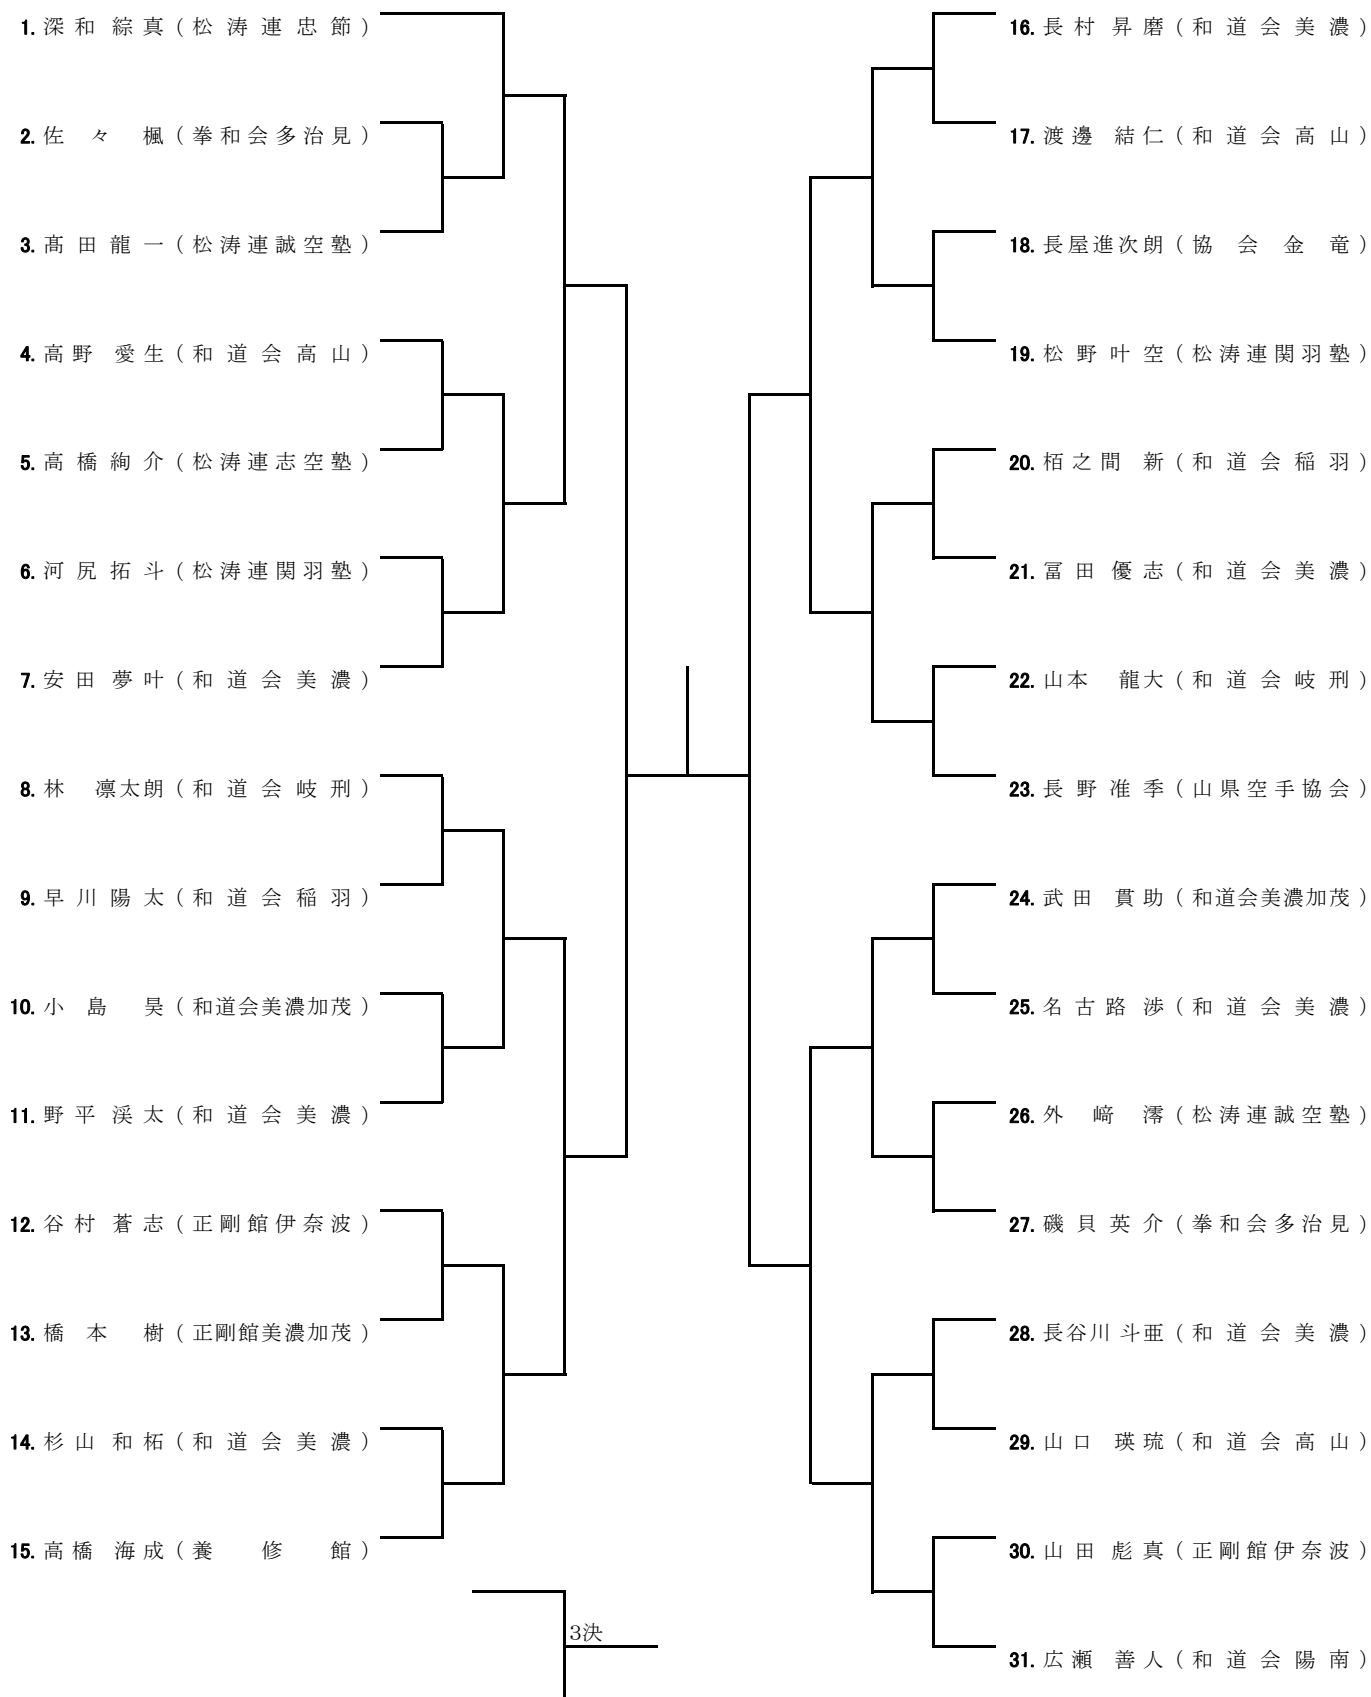 1. 深和 綜真 (松涛連忠節)
2. 佐々 楓 (拳和会多治見)
3. 髙田龍一 (松涛連誠空塾)
4. 高野 愛生 (和道会高山)
5. 高橋絢介 (松涛連志空塾)
6. 河尻拓斗 (松涛連関羽塾)
7. 安田夢叶 (和道会美濃)
8. 林 凛太朗 (和道会岐刑)
9. 早川陽太 (和道会稲羽)
10. 小島 昊 (和道会美濃加茂)
11. 野平渓太 (和道会美濃)
12. 谷村蒼志 (正剛館伊奈波)
13. 橋本 樹 (正剛館美濃加茂)
14. 杉山和柘 (和道会美濃)
15. 高橋海成 (養修館)
3決
16. 長村昇磨 (和道会美濃)
17. 渡邊結仁 (和道会高山)
18. 長屋進次朗 (協会金竜)
19. 松野叶空 (松涛連関羽塾)
20. 栢之間 新 (和道会稲羽)
21. 冨田優志 (和道会美濃)
22. 山本 龍大 (和道会岐刑)
23. 長野准季 (山県空手協会)
24. 武田貫助 (和道会美濃加茂)
25. 名古路渉 (和道会美濃)
26. 外﨑 澪 (松涛連誠空塾)
27. 磯貝英介 (拳和会多治見)
28. 長谷川斗亜 (和道会美濃)
29. 山口瑛琉 (和道会高山)
30. 山田彪真 (正剛館伊奈波)
31. 広瀬善人 (和道会陽南)